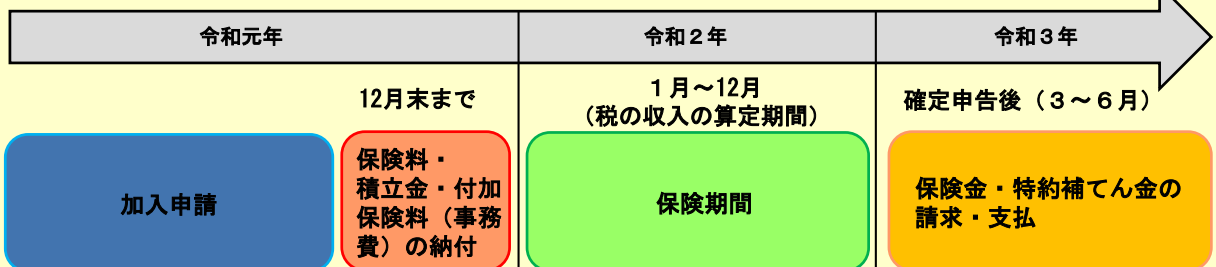 令和元年
令和２年
令和３年
12月末まで
１月～12月
（税の収入の算定期間）
確定申告後（３～６月）
加入申請
保険料・
積立金・付加
保険料（事務
費）の納付
保険期間
保険金・特約補てん金の
請求・支払